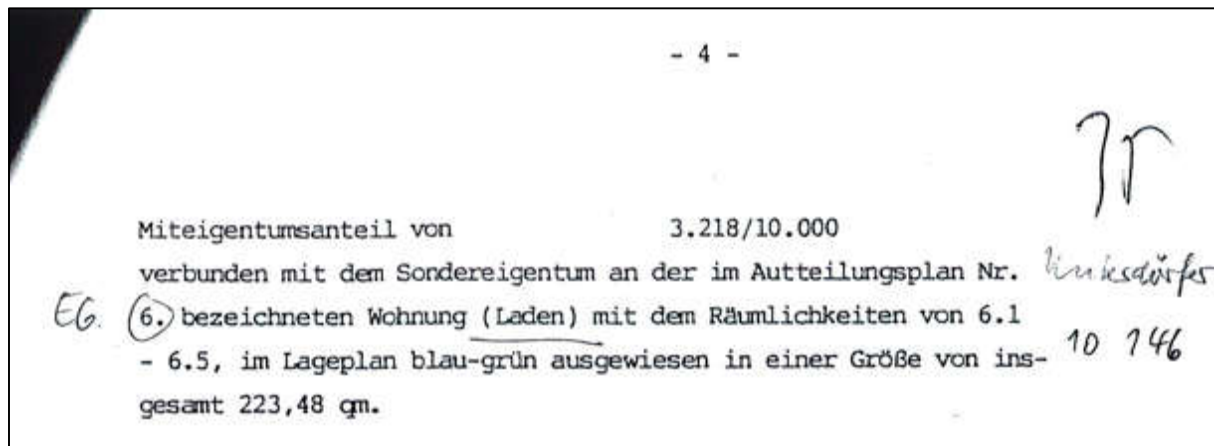 - 4 -
Miteigentumsanteil von 3.218/10.000
verbunden mit dem Sondereigentum an der im Autteilungsplan Nr.
EG. 6. bezeichneten Wohnung (Laden) mit dem Räumlichkeiten von 6.1
- 6.5, im Lageplan blau-grün ausgewiesen in einer Größe von ins-
gesamt 223,48 qm.
10 146